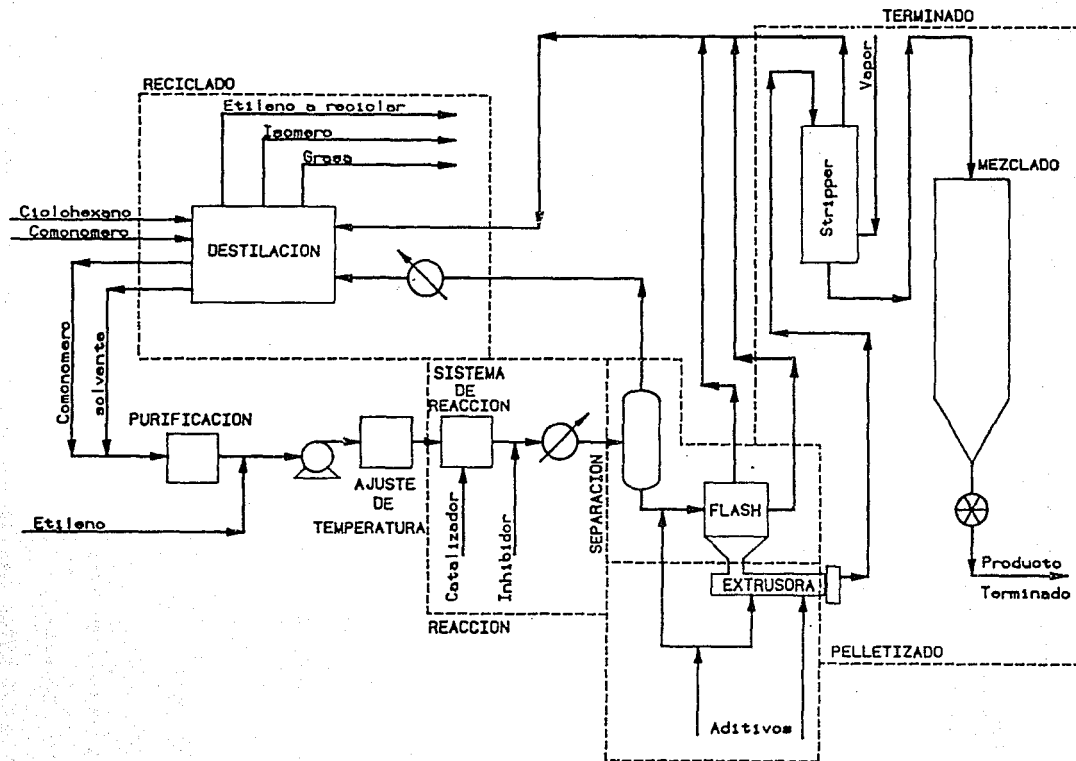 TERMINADO
RECICLADO
Etileno a reciclar
Isomero
Grasa
Vapor
Stripper
MEZCLADO
Ciclohexano
Comonomero
DESTILACION
Comonomero
solvente
PURIFICACION
SISTEMA
DE
REACCION
AJUSTE
DE
TEMPERATURA
Etileno
Catalizador
Inhibidor
SEPARACION
FLASH
EXTRUSORA
Producto
Terminado
REACCION
PELLETIZADO
Aditivos